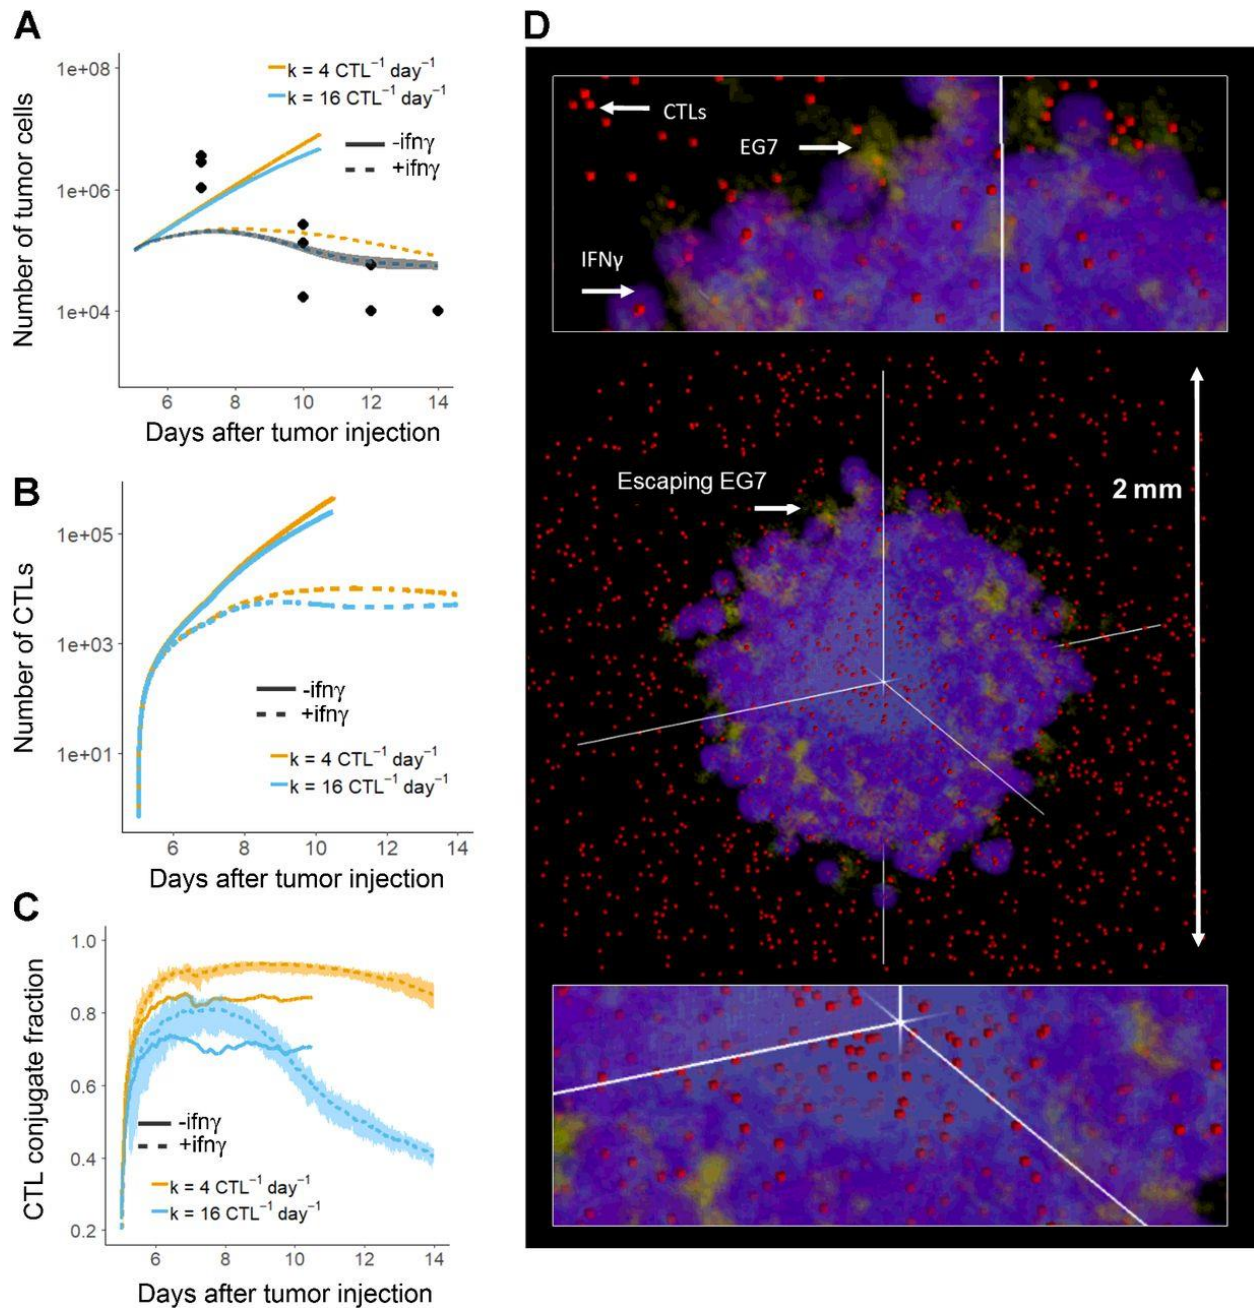 A
1e+08
1e+06
1e+04
Number of tumor cells
k = 4 CTL⁻¹ day⁻¹
k = 16 CTL⁻¹ day⁻¹
-ifnγ
+ifnγ
6 8 10 12 14
Days after tumor injection
B
1e+05
1e+03
1e+01
Number of CTLs
-ifnγ
+ifnγ
k = 4 CTL⁻¹ day⁻¹
k = 16 CTL⁻¹ day⁻¹
6 8 10 12 14
Days after tumor injection
C
1.0
0.8
0.6
0.4
0.2
CTL conjugate fraction
-ifnγ
+ifnγ
k = 4 CTL⁻¹ day⁻¹
k = 16 CTL⁻¹ day⁻¹
6 8 10 12 14
Days after tumor injection
D
CTLs
EG7
IFNγ
Escaping EG7
2 mm